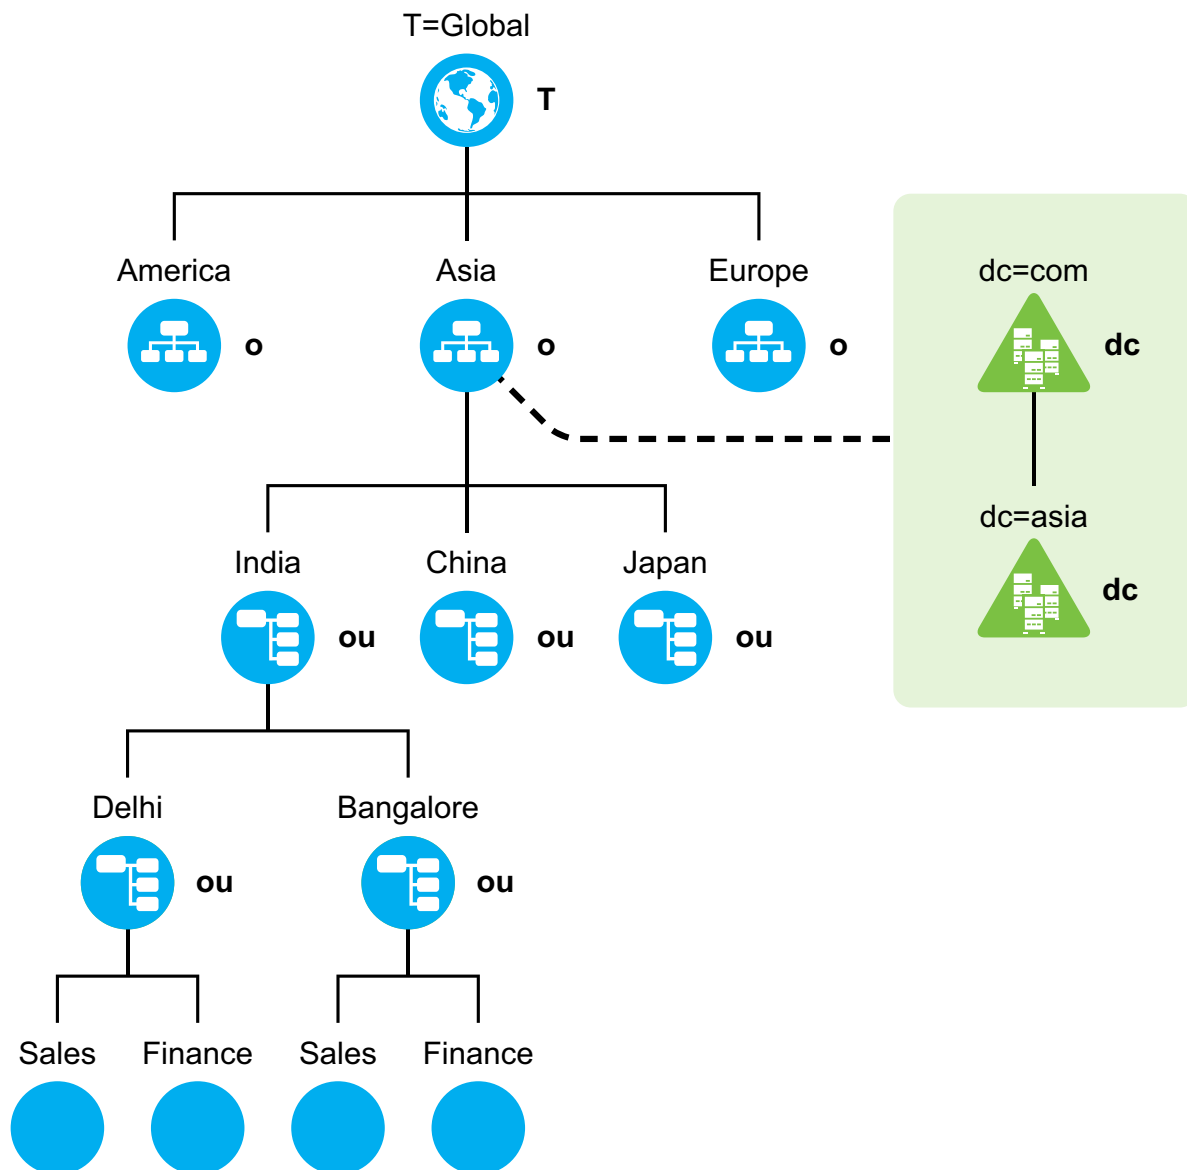 T=Global
T
America
Asia
Europe
o
o
o
dc=com
dc
dc=asia
dc
India
China
Japan
ou
ou
ou
Delhi
Bangalore
ou
ou
Sales
Finance
Sales
Finance